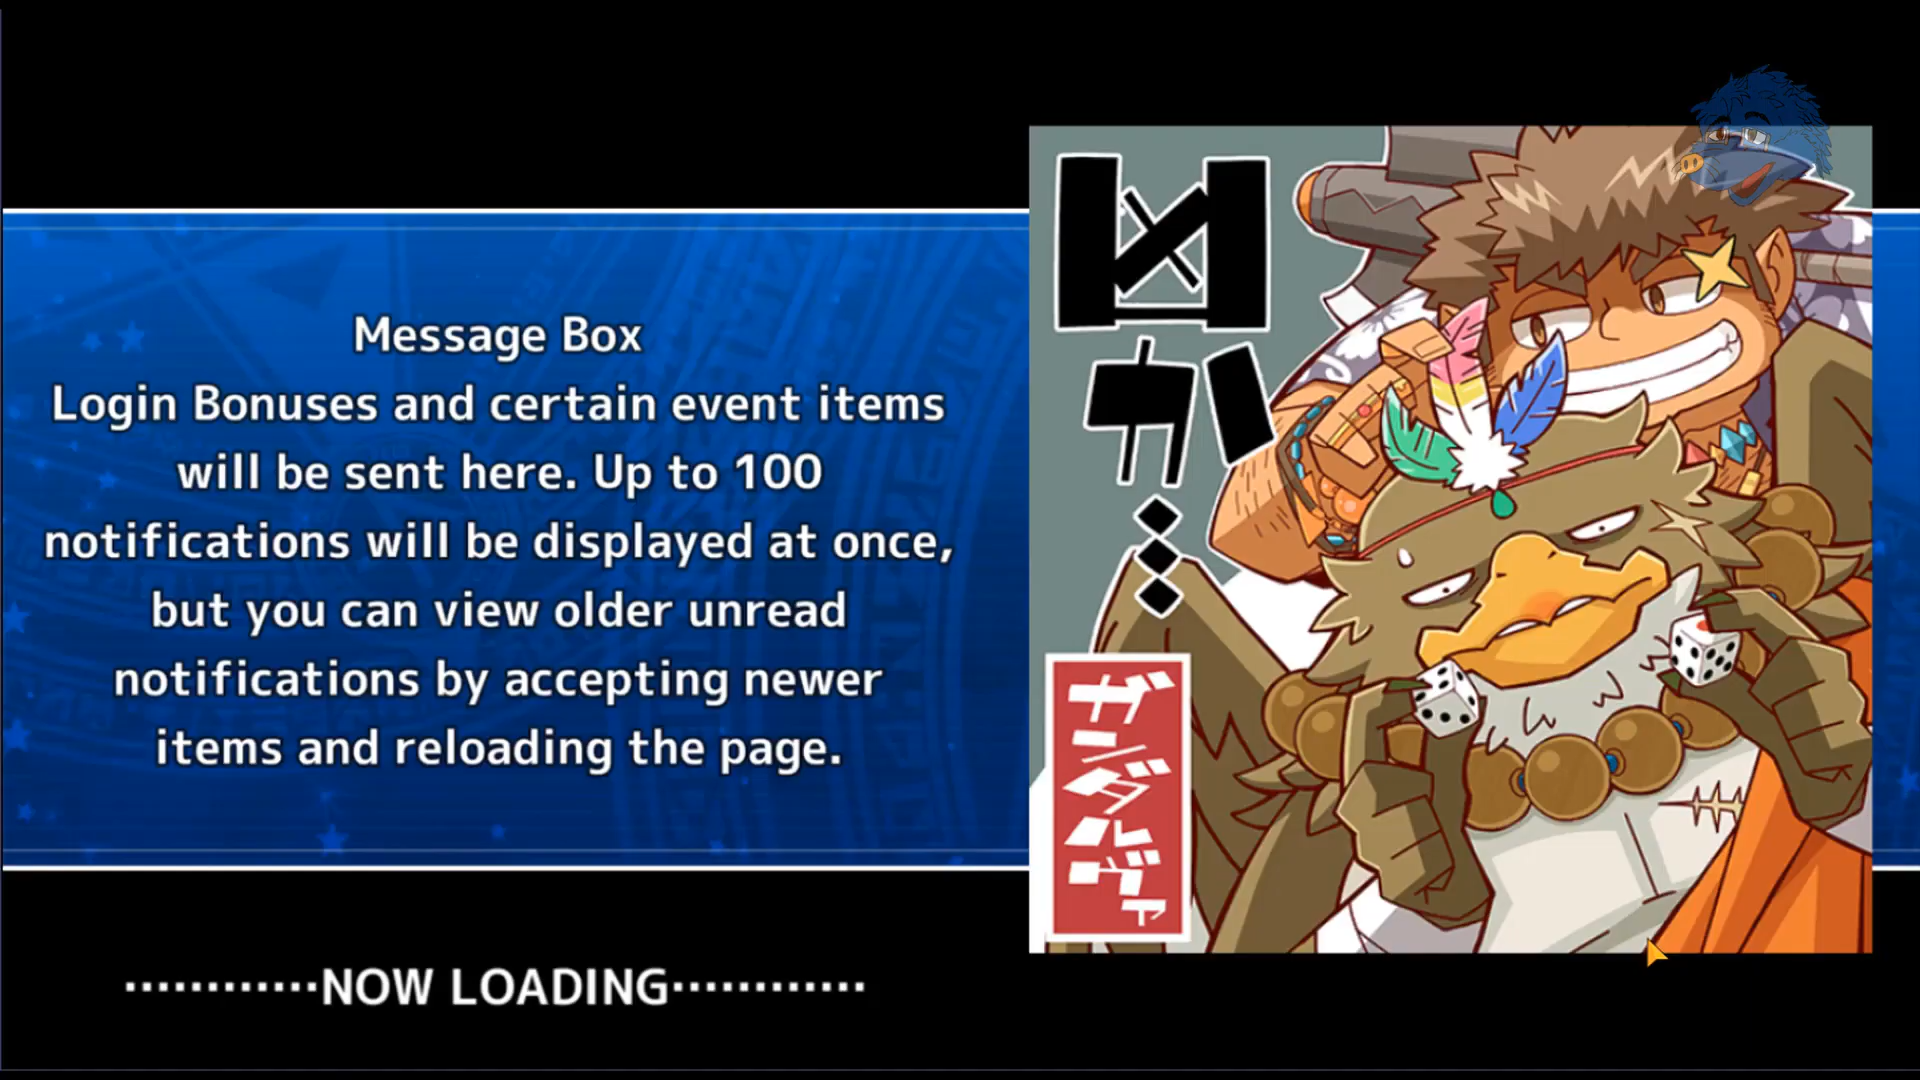 Message Box
Login Bonuses and certain event items
will be sent here. Up to 100
notifications will be displayed at once,
but you can view older unread
notifications by accepting newer
items and reloading the page.
············NOW LOADING············
凶か…
ガンダルヴァ